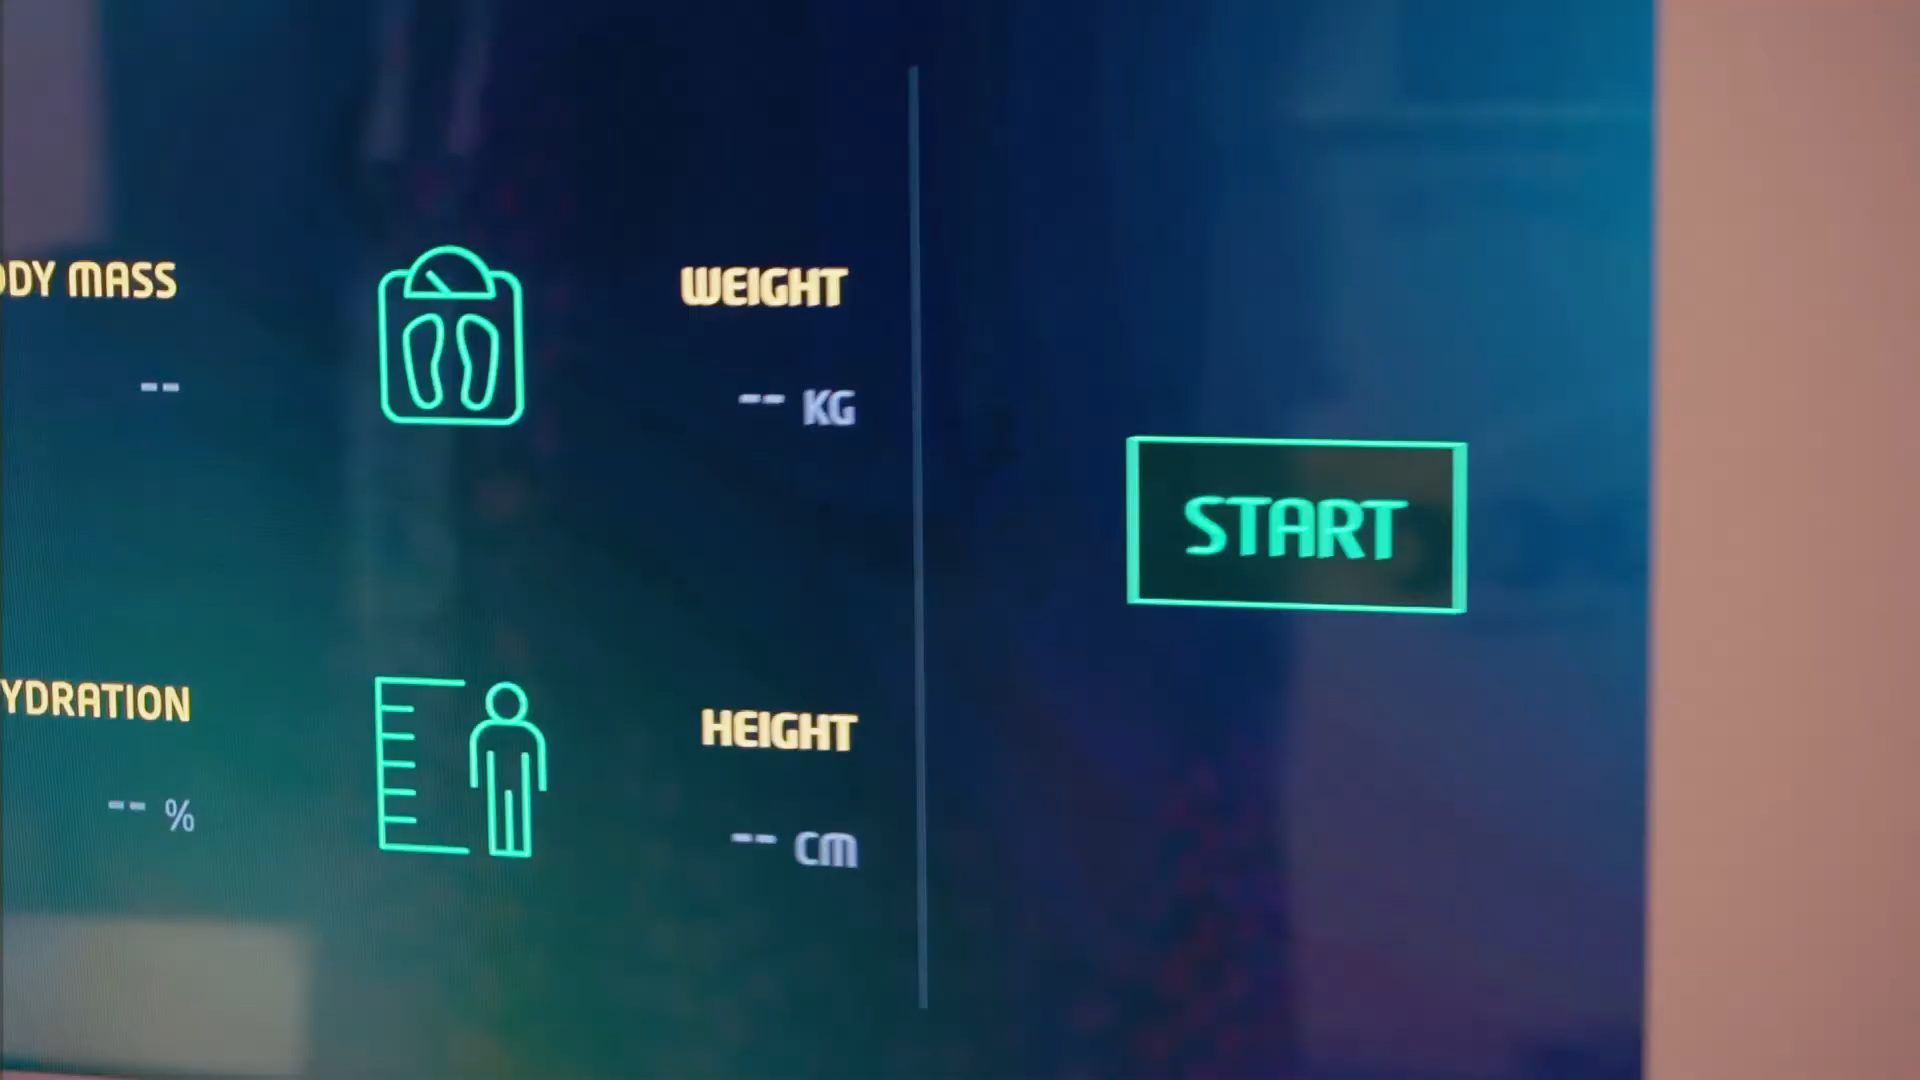 ODY MASS
--
WEIGHT
-- KG
START
YDRATION
-- %
HEIGHT
-- CM